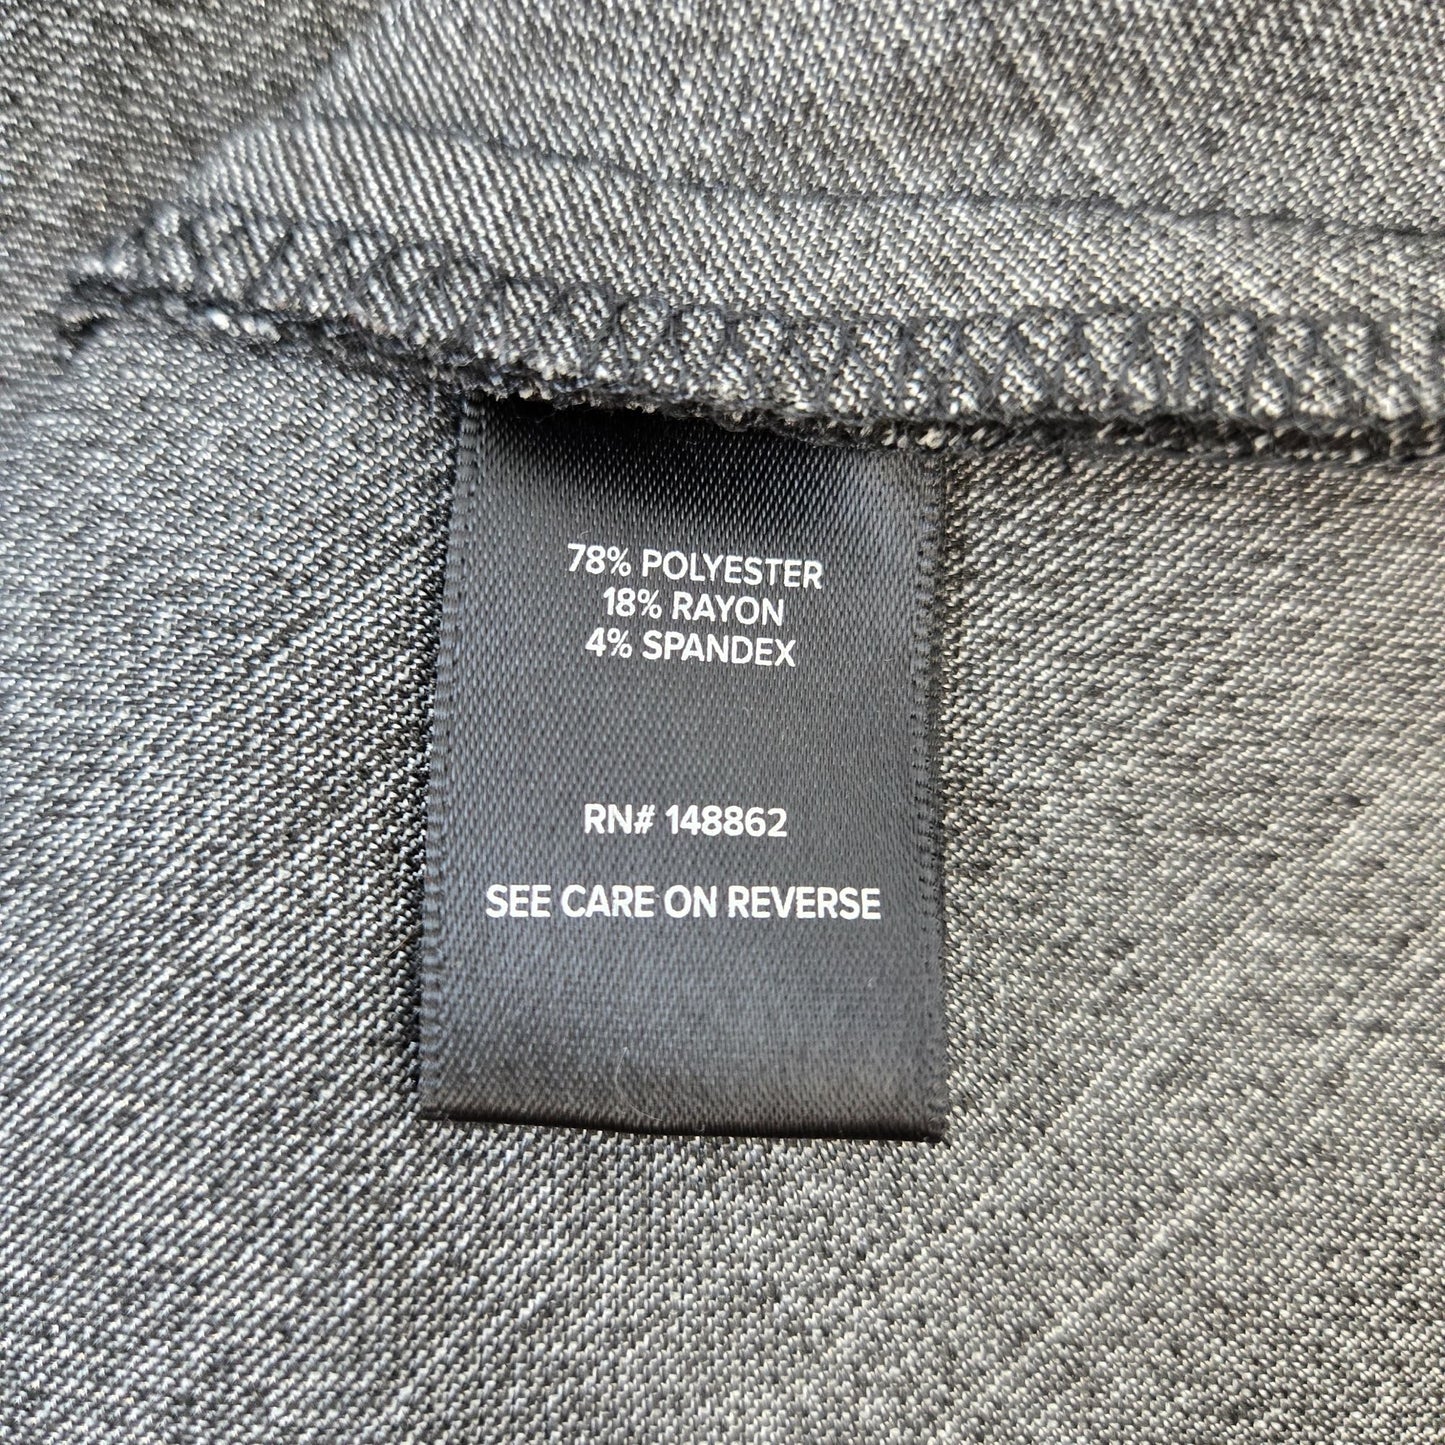 78% POLYESTER
18% RAYON
4% SPANDEX
RN# 148862
SEE CARE ON REVERSE